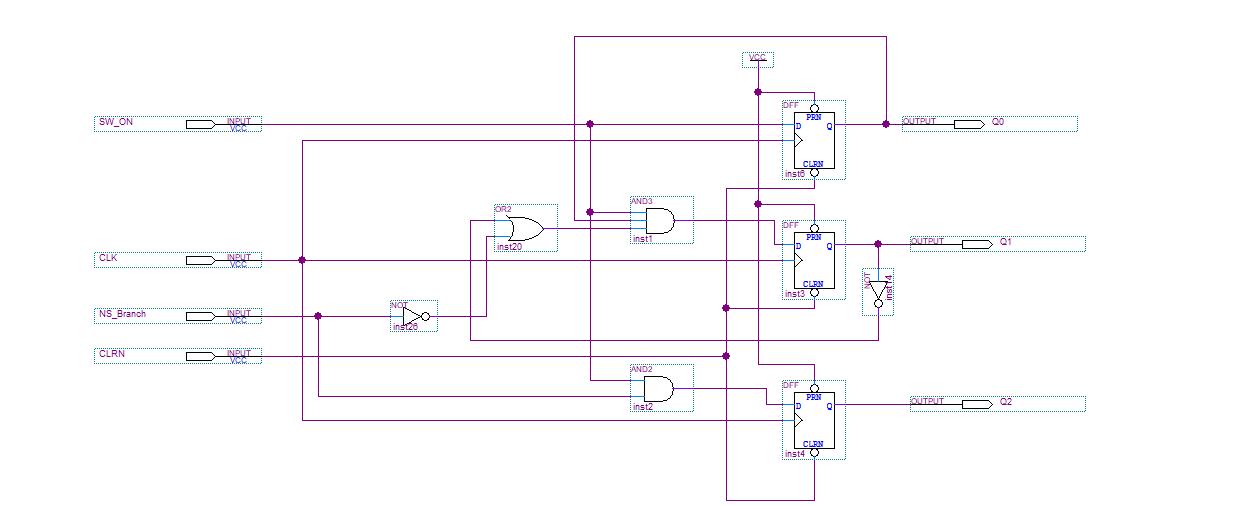 VCC
DFF
PRN
D Q
CLRN
inst6
SW_ON
INPUT
VCC
OUTPUT
Q0
AND3
inst1
OR2
inst20
DFF
PRN
D Q
CLRN
inst3
OUTPUT
Q1
NOT
inst14
CLK
INPUT
VCC
NS_Branch
INPUT
VCC
NOT
inst26
CLRN
INPUT
VCC
AND2
inst2
DFF
PRN
D Q
CLRN
inst4
OUTPUT
Q2